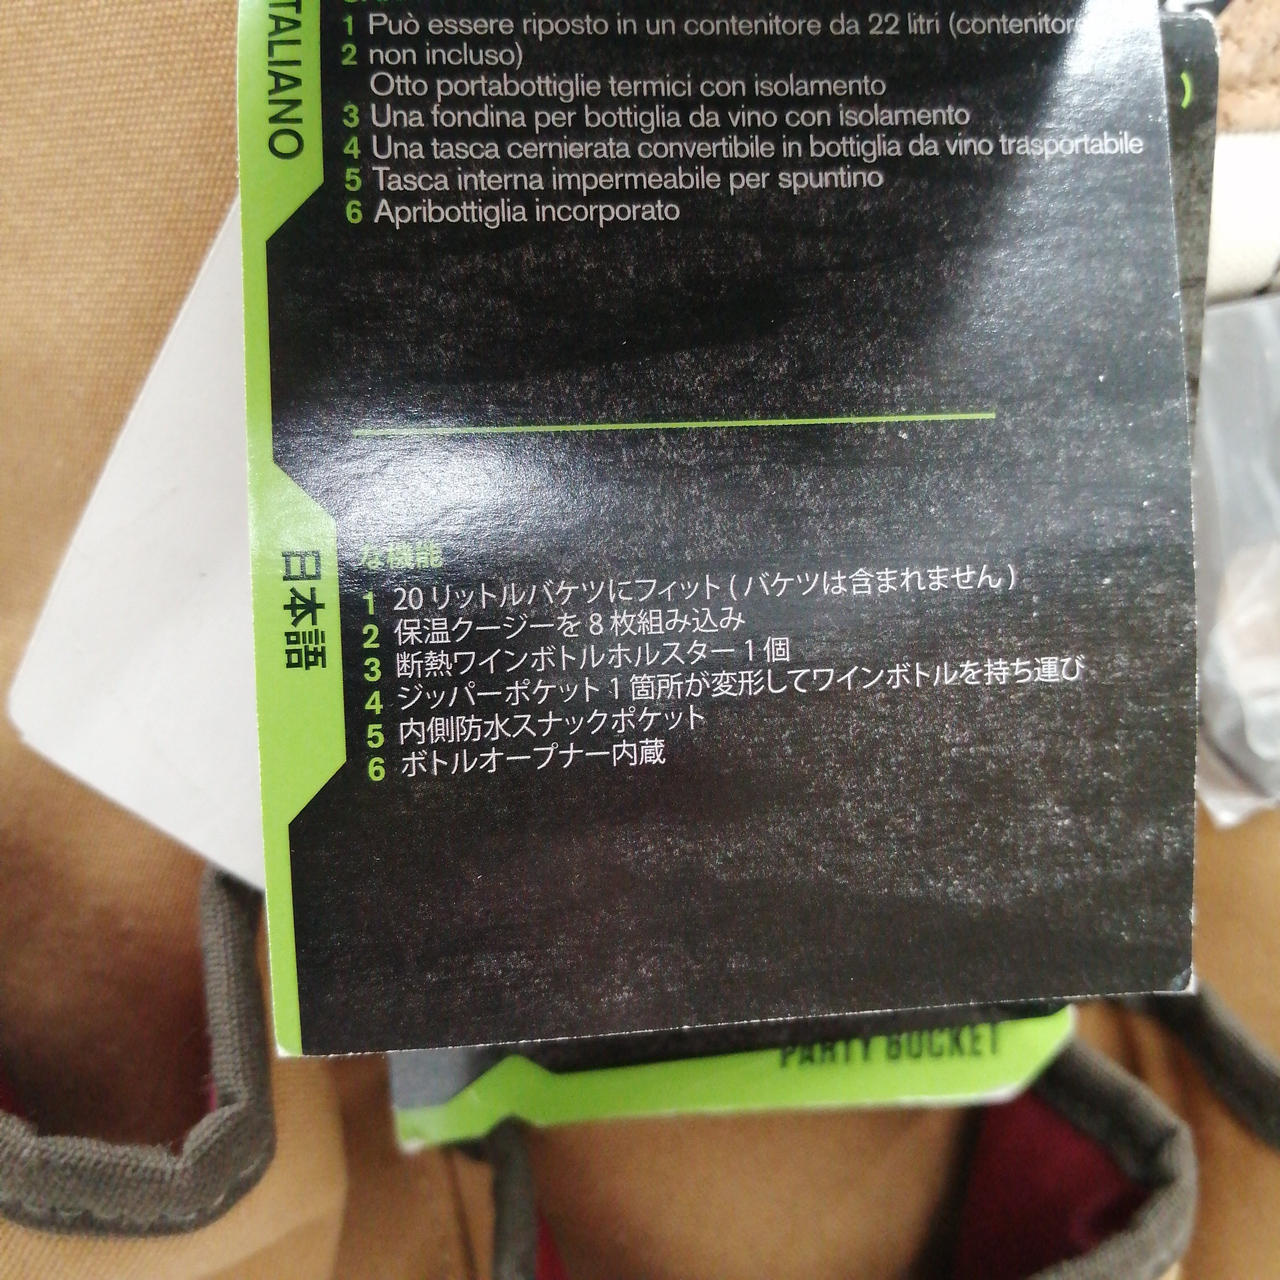 ITALIANO
1 Può essere riposto in un contenitore da 22 litri (contenitore
2 non incluso)
Otto portabottiglie termici con isolamento
3 Una fondina per bottiglia da vino con isolamento
4 Una tasca cernierata convertibile in bottiglia da vino trasportabile
5 Tasca interna impermeabile per spuntino
6 Apribottiglia incorporato
日本語
な機能
1 20 リットルバケツにフィット ( バケツは含まれません )
2 保温クージーを 8 枚組み込み
3 断熱ワインボトルホルスター 1 個
4 ジッパーポケット 1 箇所が変形してワインボトルを持ち運び
5 内側防水スナックポケット
6 ボトルオープナー内蔵
PARTY BUCKET